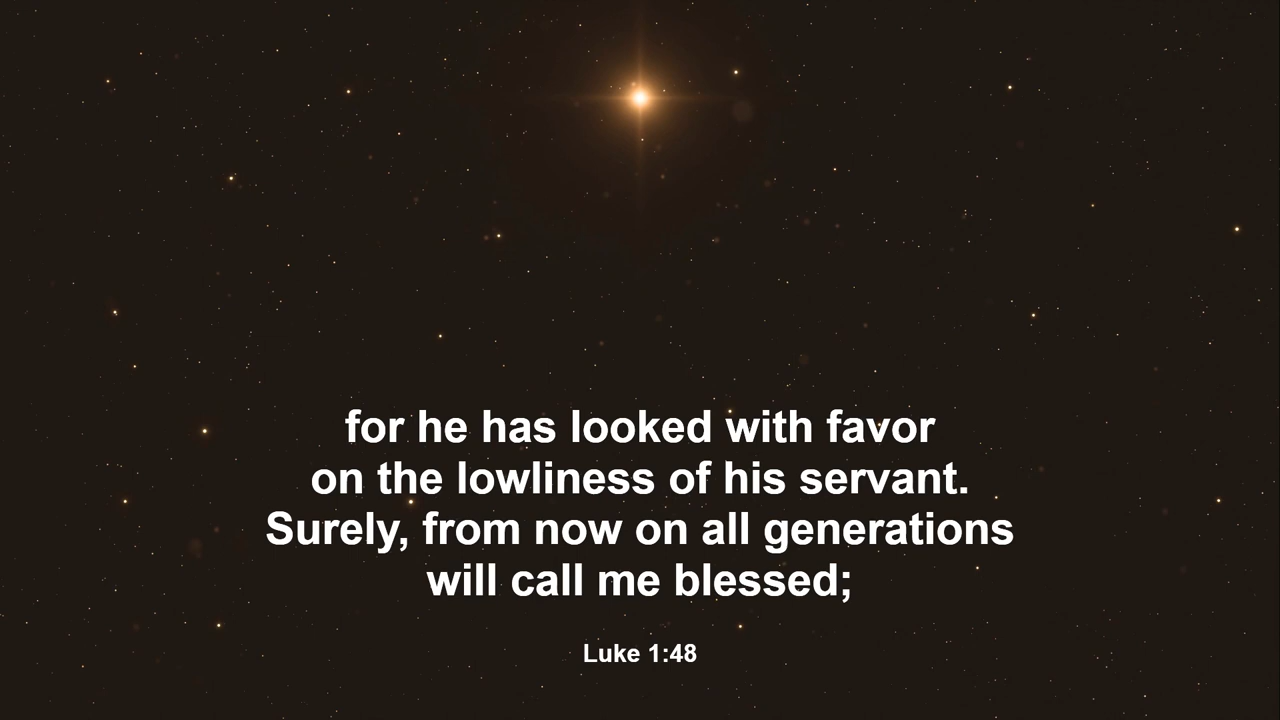 for he has looked with favor
on the lowliness of his servant.
Surely, from now on all generations
will call me blessed;
Luke 1:48